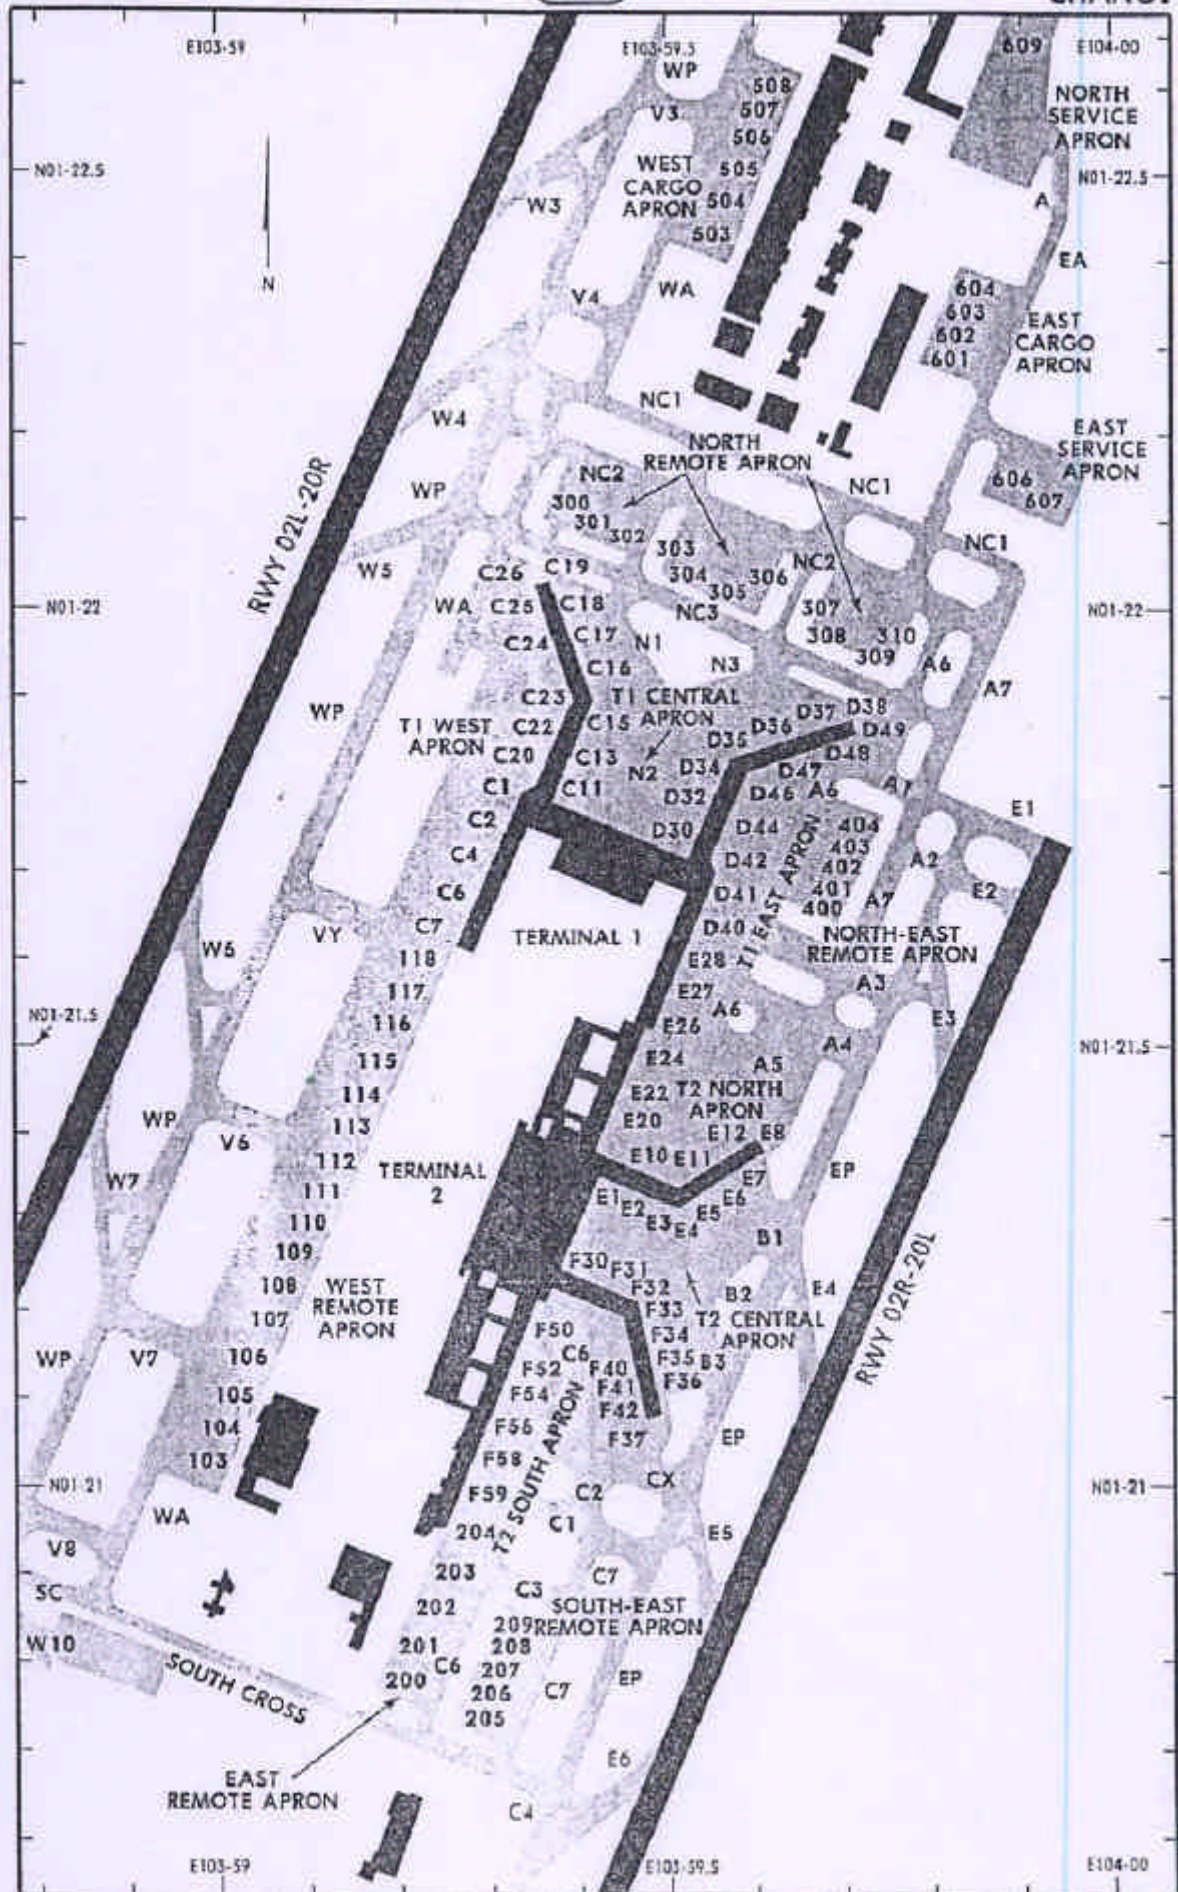 E103-59
E103-59.5
E104-00
WP
609
508
507
506
505
504
503
V3
NORTH
SERVICE
APRON
N01-22.5
N01-22.5
WEST
CARGO
APRON
W3
A
N
WA
EA
V4
604
603
602
601
EAST
CARGO
APRON
NC1
W4
NORTH
REMOTE APRON
EAST
SERVICE
APRON
RWY 02L-20R
WP
NC2
NC1
606
607
300
301
302
303
304
305
306
NC2
NC1
W5
C26
C19
WA
C25
C18
NC3
307
308
309
310
N01-22
N01-22
C24
C17
N1
C16
N3
A6
A7
WP
C23
T1 CENTRAL
APRON
T1 WEST
APRON
C22
C15
D36
D37
D38
D49
D35
D48
C20
C13
N2
D34
D47
C1
C11
D32
D46
A6
E1
C2
D30
D44
404
403
402
401
400
C4
D42
T1 EAST APRON
A2
C6
D41
A7
E2
C7
D40
W6
VY
TERMINAL 1
NORTH-EAST
REMOTE APRON
118
E28
117
E27
A6
A3
116
E26
E3
N01-21.5
N01-21.5
115
E24
A4
A5
114
E22
T2 NORTH
APRON
WP
113
E20
V6
E12
E8
112
TERMINAL
2
E10
E11
EP
W7
111
E7
E1
E2
E3
E4
E5
E6
110
B1
109
F30
F31
108
WEST
REMOTE
APRON
F32
B2
E4
107
F33
T2 CENTRAL
APRON
F50
F34
RWY 02R-20L
WP
V7
106
F52
C6
F40
F35
B3
105
F54
F41
F36
104
F56
F42
F37
EP
103
F58
T2 SOUTH APRON
CX
N01-21
N01-21
F59
C2
WA
204
C1
E5
V8
203
C7
SC
202
C3
SOUTH-EAST
REMOTE APRON
W10
201
209
208
SOUTH CROSS
200
C6
207
206
205
C7
EP
E6
EAST
REMOTE APRON
C4
E103-59
E103-59.5
E104-00